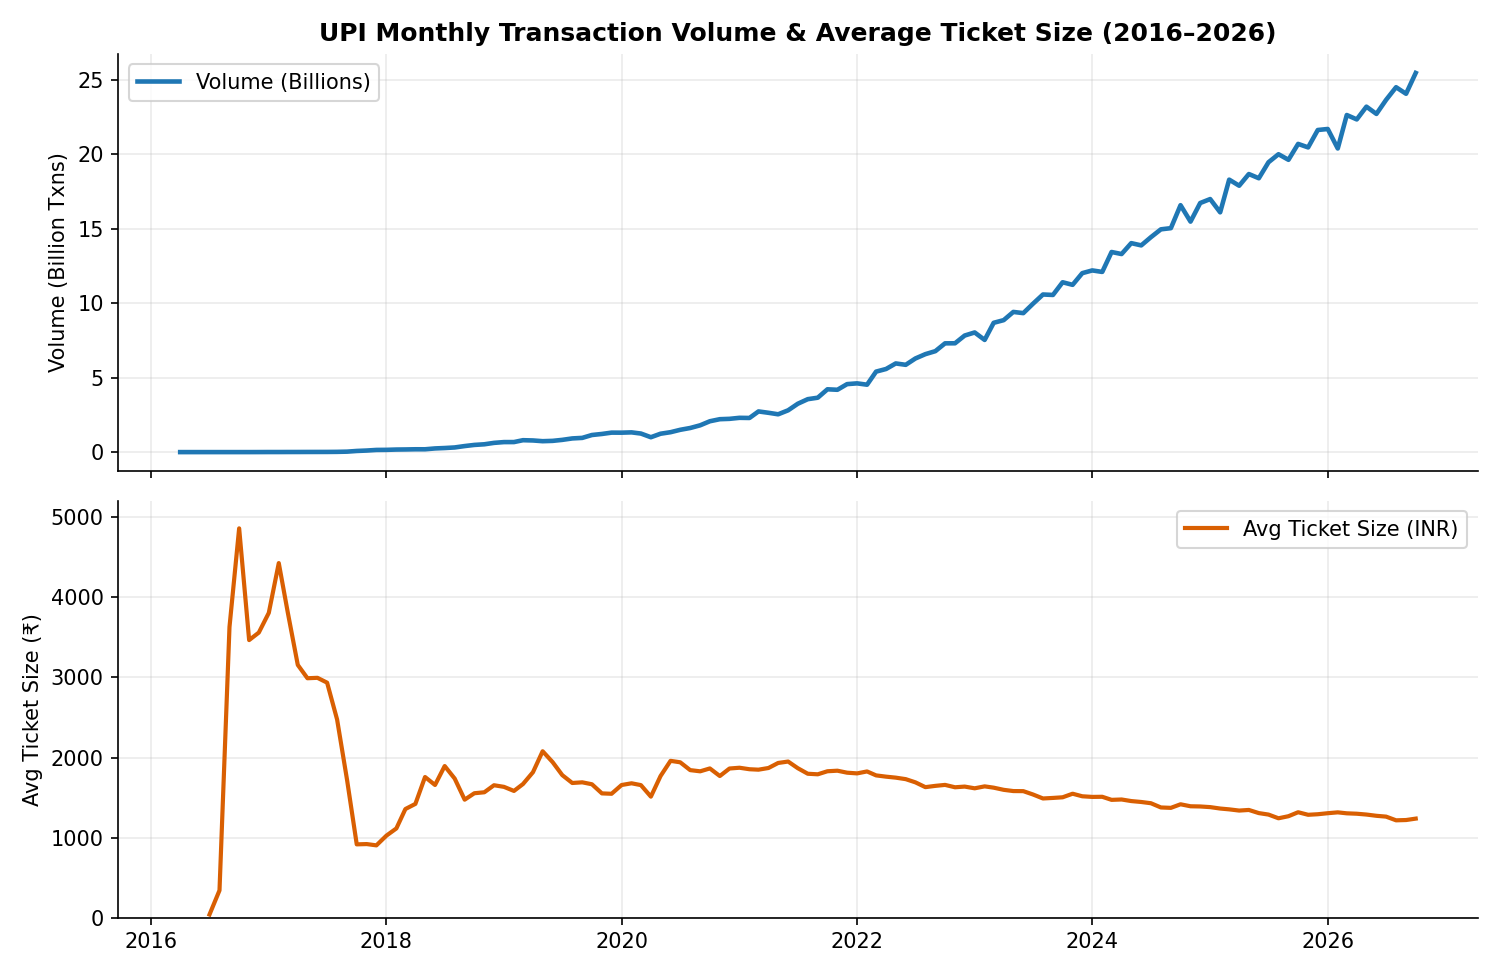 UPI Monthly Transaction Volume & Average Ticket Size (2016–2026)
Volume (Billions)
Volume (Billion Txns)
25
20
15
10
5
0
Avg Ticket Size (INR)
Avg Ticket Size (₹)
5000
4000
3000
2000
1000
0
2016 2018 2020 2022 2024 2026